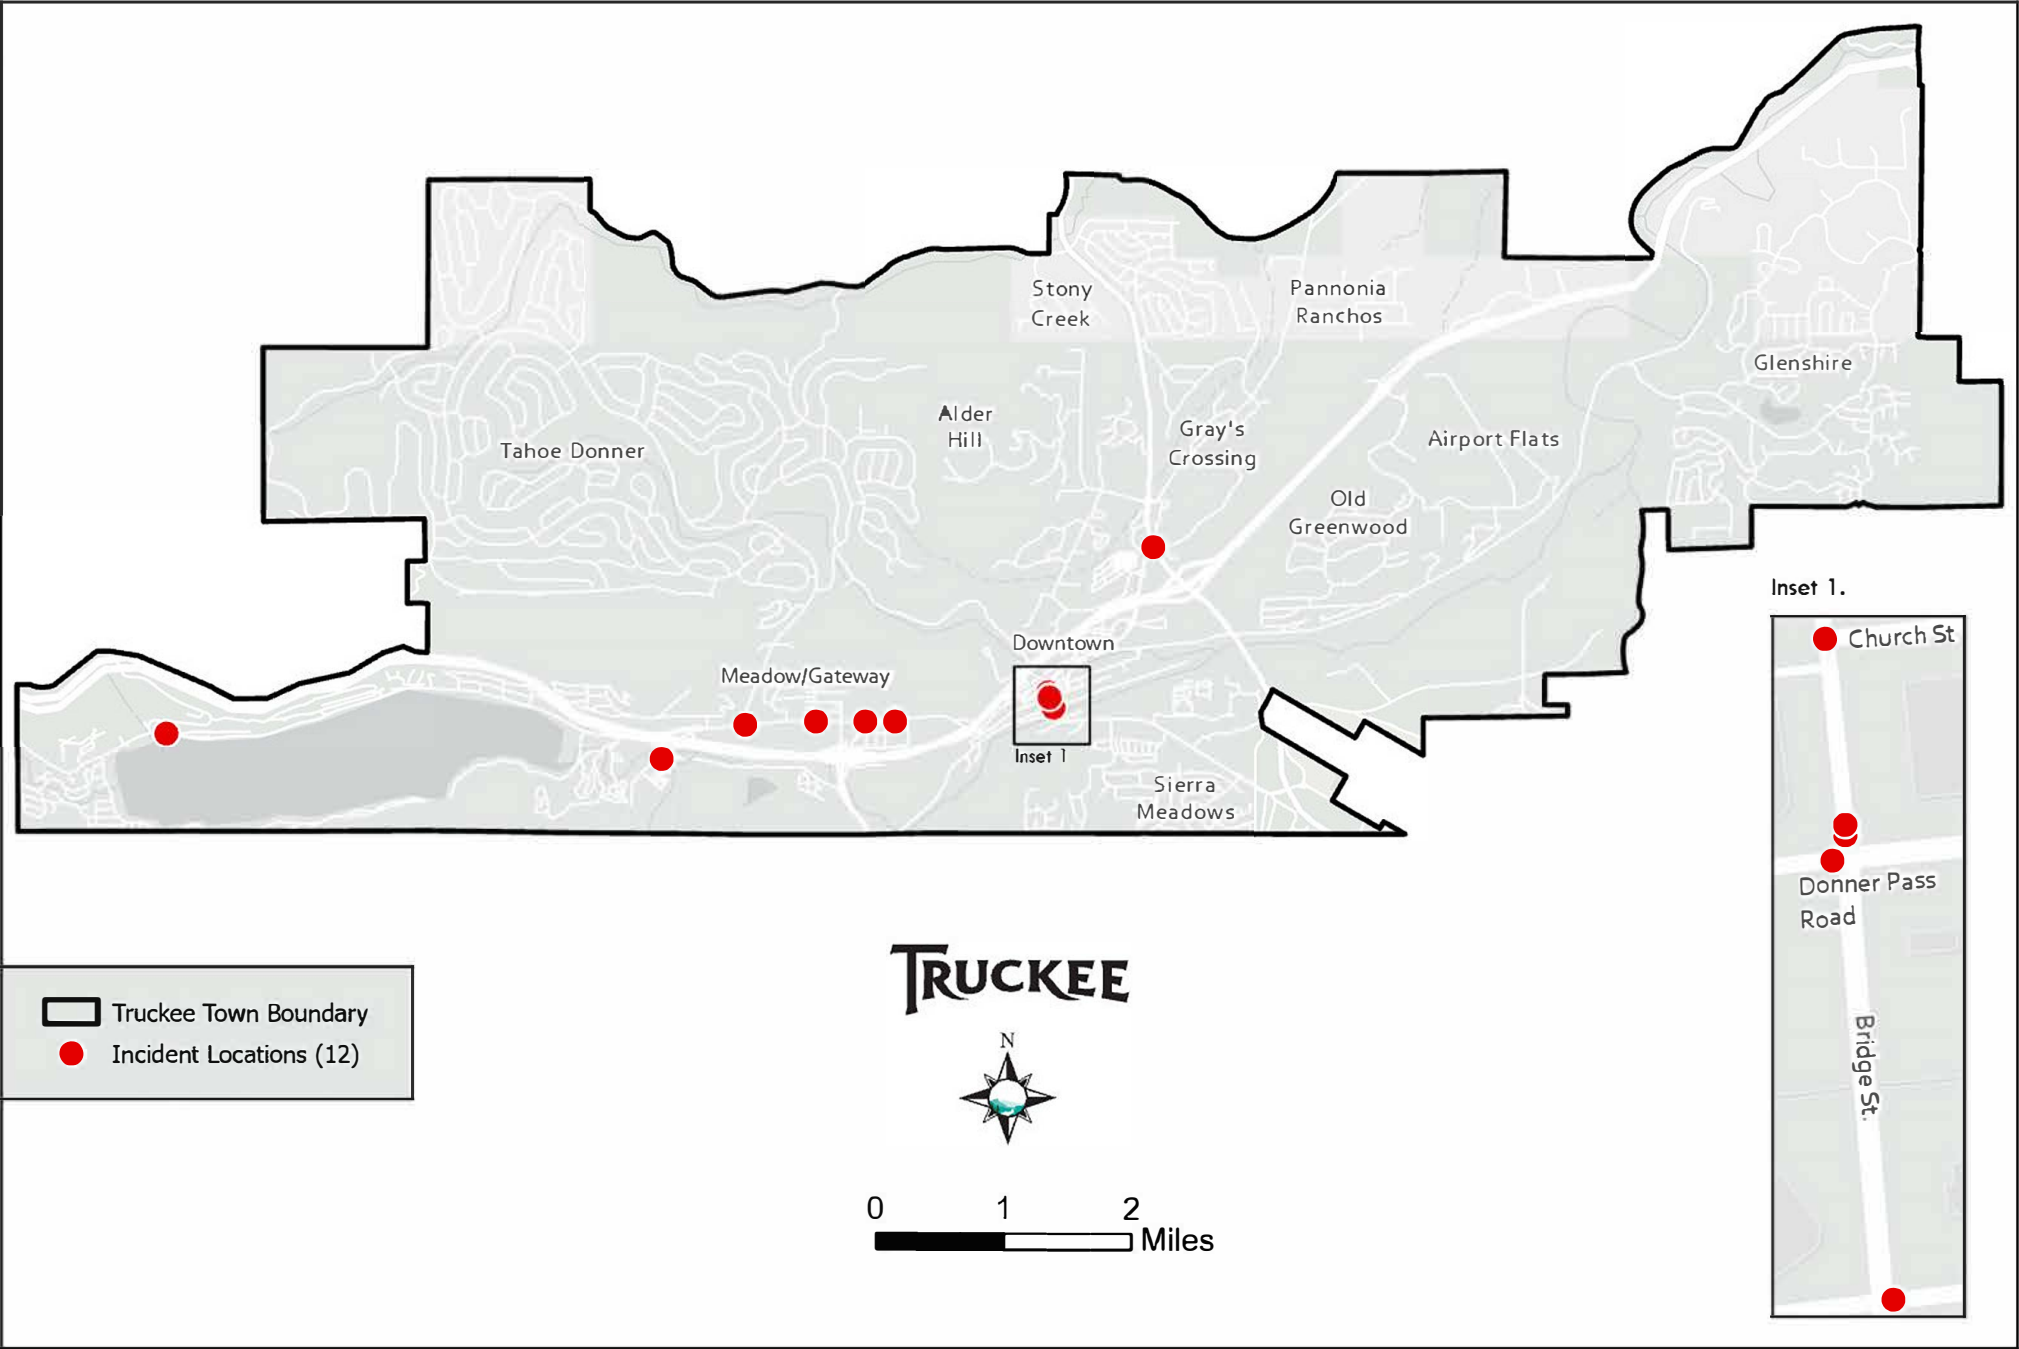 Stony
Creek
Pannonia
Ranchos
Glenshire
Alder
Hill
Gray's
Crossing
Airport Flats
Tahoe Donner
Old
Greenwood
Inset 1.
Church St
Downtown
Meadow/Gateway
Inset 1
Sierra
Meadows
Donner Pass
Road
Bridge St.
TRUCKEE
N
Truckee Town Boundary
Incident Locations (12)
0 1 2
Miles